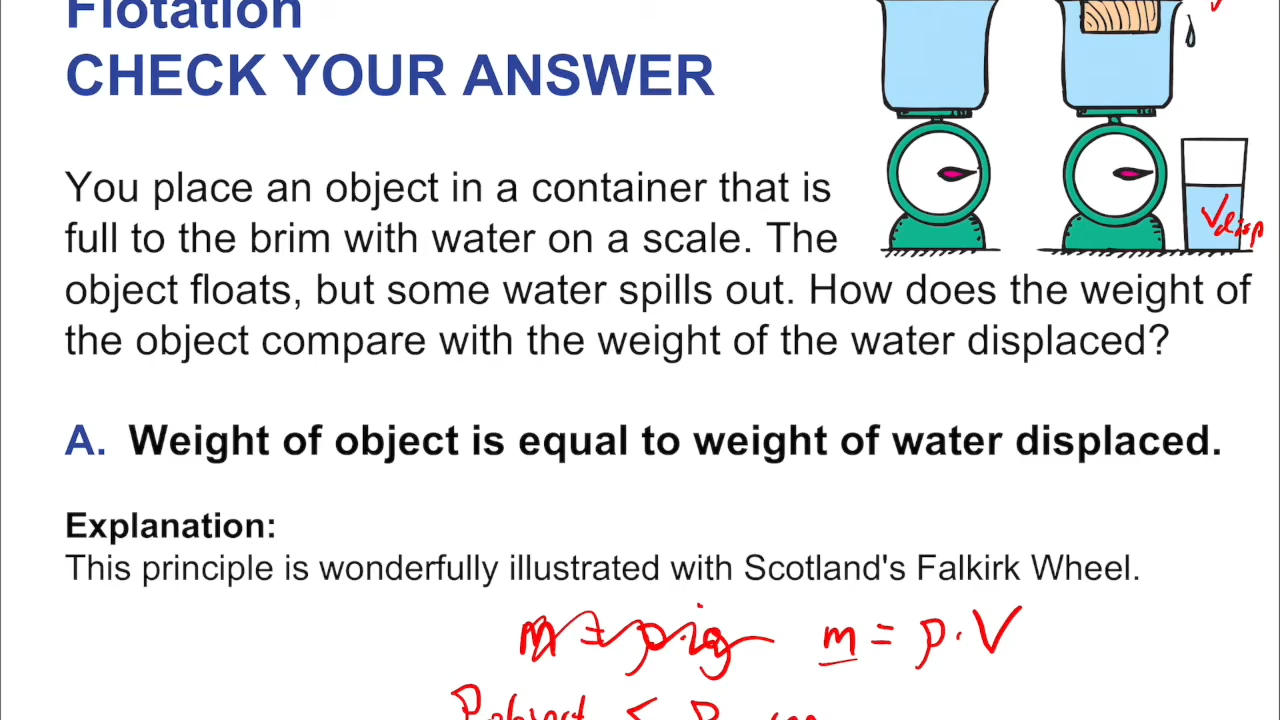 Flotation
CHECK YOUR ANSWER
You place an object in a container that is
full to the brim with water on a scale. The
object floats, but some water spills out. How does the weight of
the object compare with the weight of the water displaced?
Vdisp
A. Weight of object is equal to weight of water displaced.
Explanation:
This principle is wonderfully illustrated with Scotland's Falkirk Wheel.
m = ρ · V
ρobject <